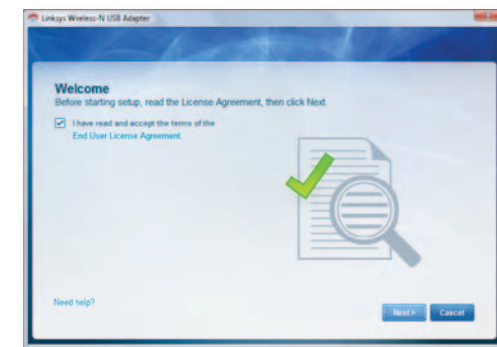 Linksys Wireless-N USB Adapter
Welcome
Before starting setup, read the License Agreement, then click Next.
I have read and accept the terms of the
End User License Agreement.
Need help?
Next >
Cancel